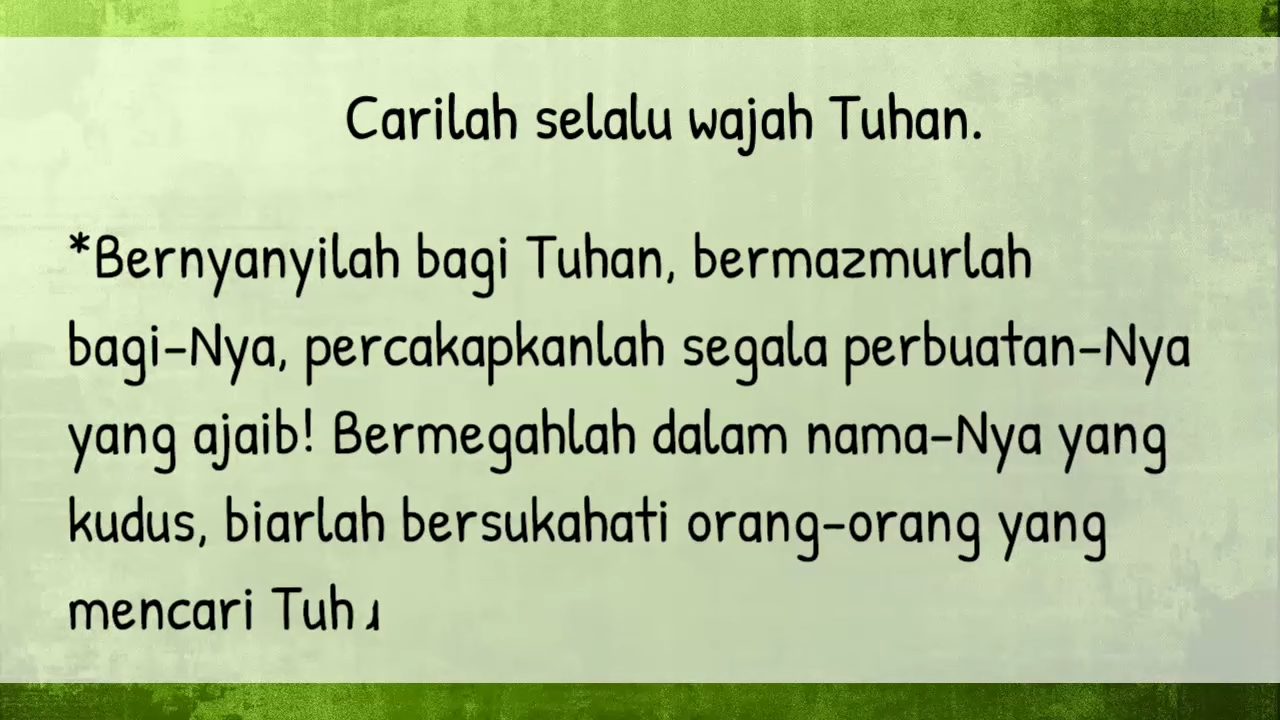 Carilah selalu wajah Tuhan.
*Bernyanyilah bagi Tuhan, bermazmurlah
bagi-Nya, percakapkanlah segala perbuatan-Nya
yang ajaib! Bermegahlah dalam nama-Nya yang
kudus, biarlah bersukahati orang-orang yang
mencari